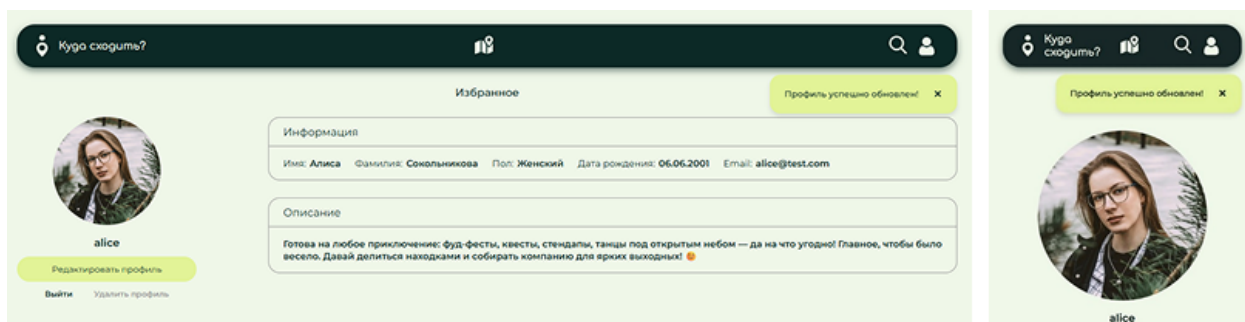 Куда сходить?
Избранное
Профиль успешно обновлен! ×
Информация
Имя: Алиса Фамилия: Сокольникова Пол: Женский Дата рождения: 06.06.2001 Email: alice@test.com
Описание
Готова на любое приключение: фуд-фесты, квесты, стендапы, танцы под открытым небом — да на что угодно! Главное, чтобы было
весело. Давай делиться находками и собирать компанию для ярких выходных!
alice
Редактировать профиль
Выйти Удалить профиль
Куда
сходить?
Профиль успешно обновлен! ×
alice